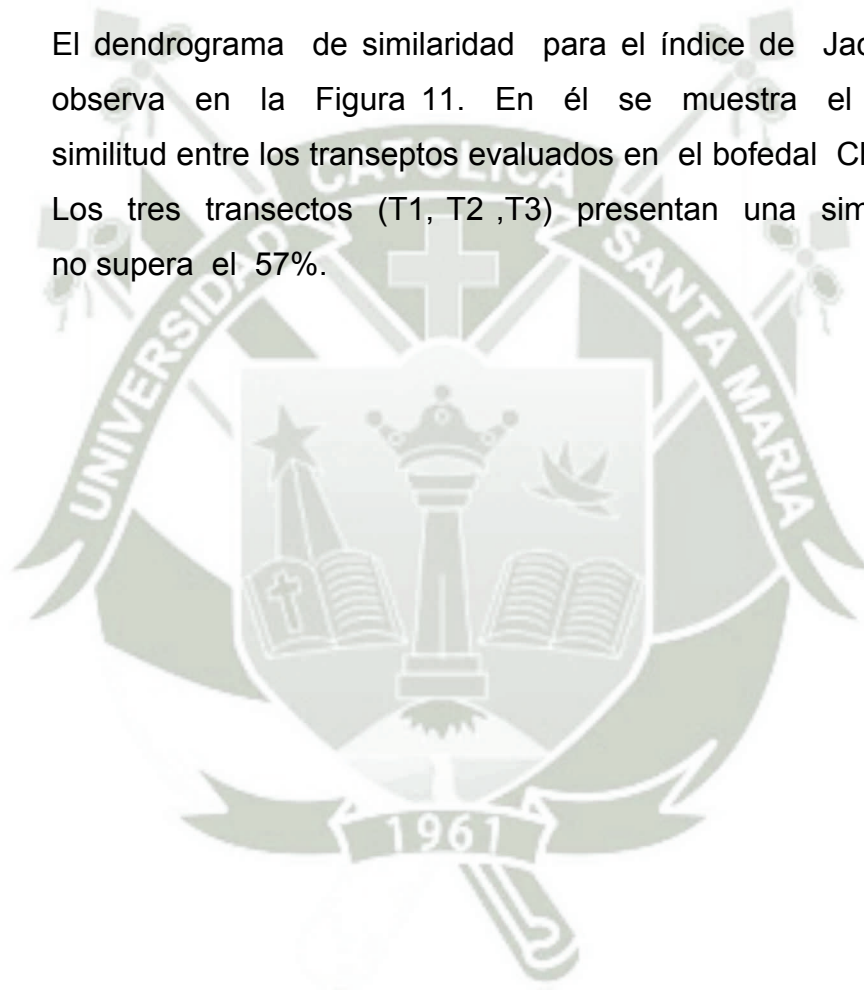 El dendrograma de similaridad para el índice de
observa en la Figura 11. En él se muestra el
similitud entre los transeptos evaluados en el bofedal
Los tres transectos (T1, T2 ,T3) presentan una
no supera el 57%.
UNIVERSIDAD CATOLICA SANTA MARIA
1961